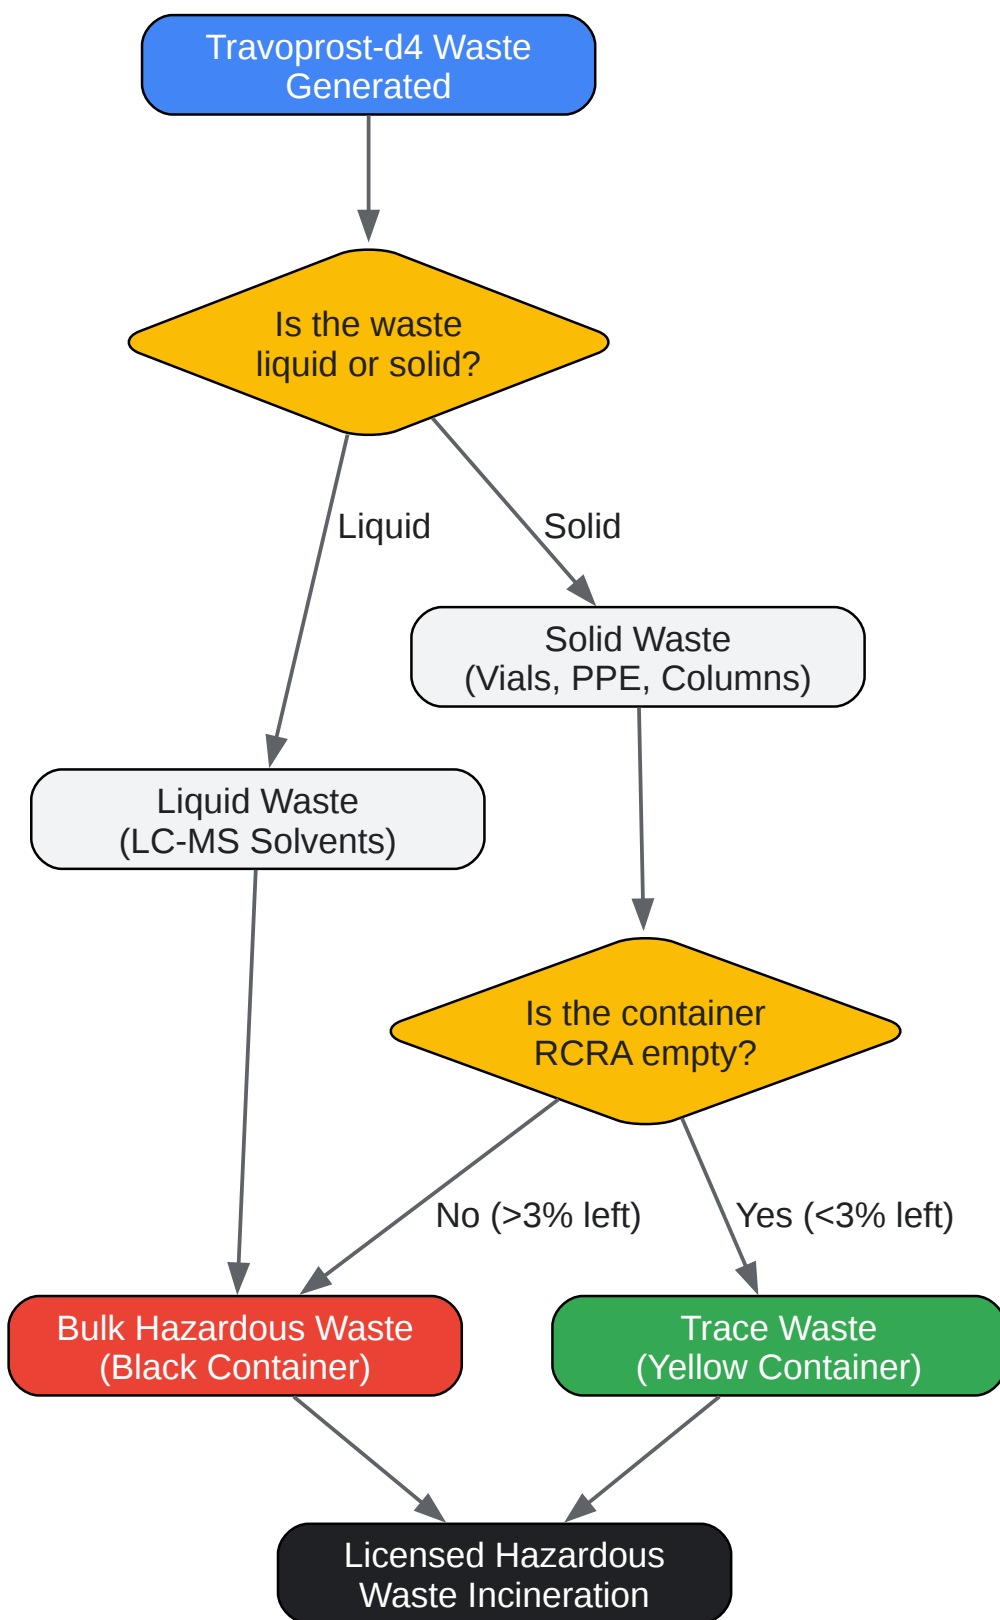 Travoprost-d4 Waste
Generated
Is the waste
liquid or solid?
Liquid
Solid
Solid Waste
(Vials, PPE, Columns)
Liquid Waste
(LC-MS Solvents)
Is the container
RCRA empty?
No (>3% left)
Yes (<3% left)
Bulk Hazardous Waste
(Black Container)
Trace Waste
(Yellow Container)
Licensed Hazardous
Waste Incineration